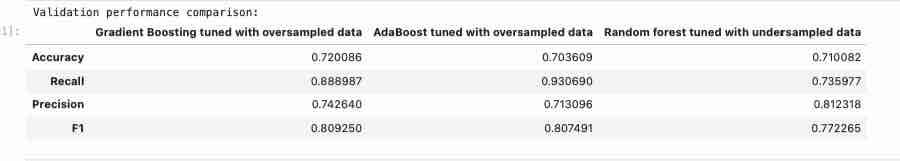 Validation performance comparison:
]: Gradient Boosting tuned with oversampled data AdaBoost tuned with oversampled data Random forest tuned with undersampled data
Accuracy 0.720086 0.703609 0.710082
Recall 0.888987 0.930690 0.735977
Precision 0.742640 0.713096 0.812318
F1 0.809250 0.807491 0.772265